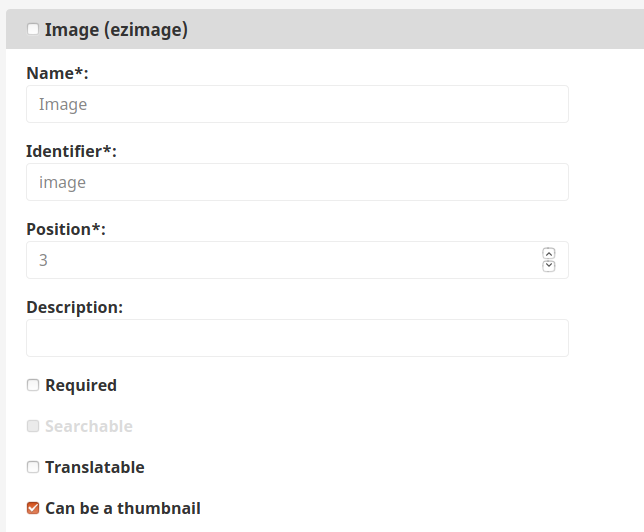 Image (ezimage)
Name*:
Image
Identifier*:
image
Position*:
3
Description:
Required
Searchable
Translatable
Can be a thumbnail